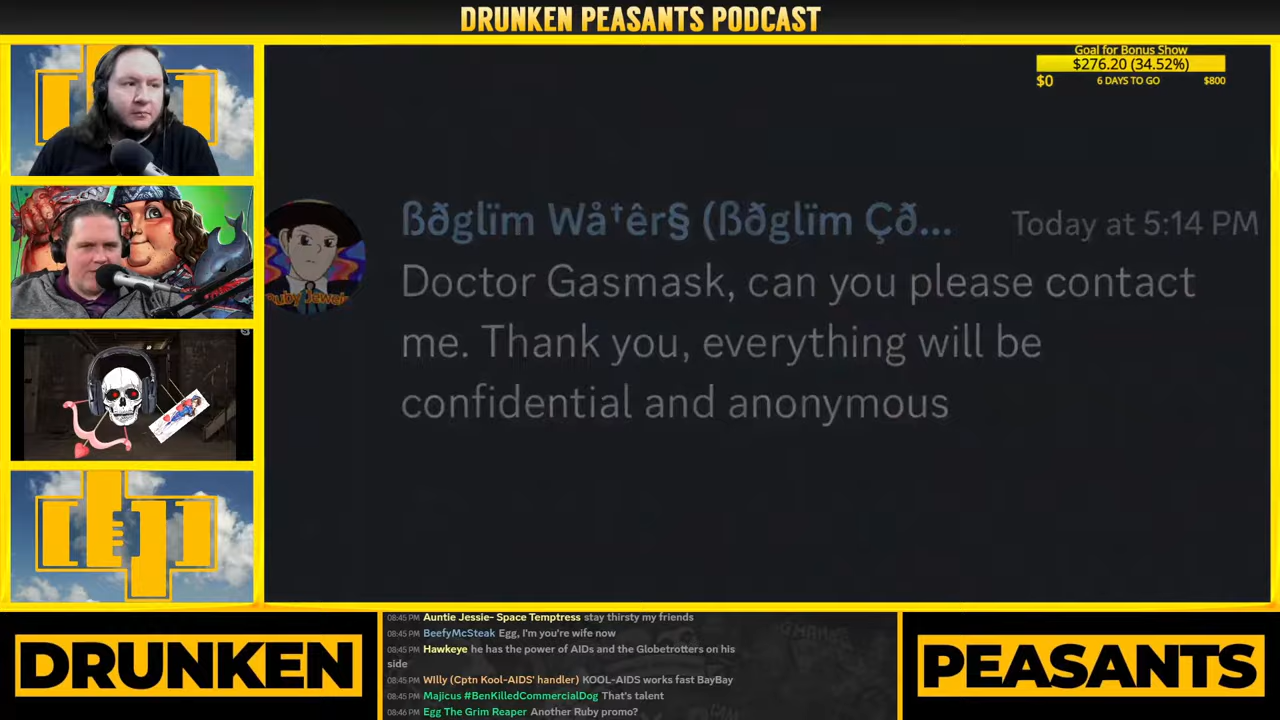 DRUNKEN PEASANTS PODCAST
Goal for Bonus Show
$276.20 (34.52%)
$0 6 DAYS TO GO $800
ßðglïm Wå†êr§ (ßðglïm Çð... Today at 5:14 PM
Doctor Gasmask, can you please contact
me. Thank you, everything will be
confidential and anonymous
08:45 PM Auntie Jessie- Space Temptress stay thirsty my friends
08:45 PM BeefyMcSteak Egg, I'm you're wife now
08:45 PM Hawkeye he has the power of AIDs and the Globetrotters on his
side
08:45 PM WIlly (Cptn Kool-AIDS' handler) KOOL-AIDS works fast BayBay
08:45 PM Majicus #BenKilledCommercialDog That's talent
08:46 PM Egg The Grim Reaper Another Ruby promo?
DRUNKEN
PEASANTS